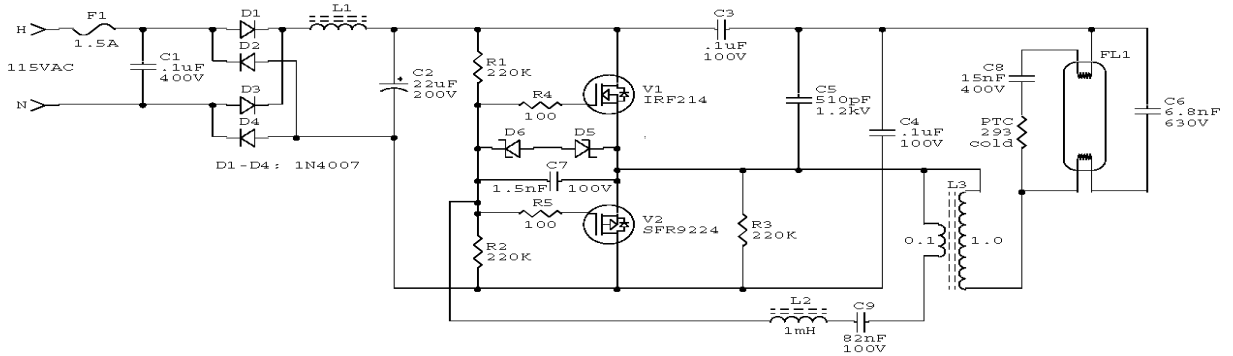 H
F1
1.5A
115VAC
N
C1
.1uF
400V
D1
D2
D3
D4
D1-D4: 1N4007
L1
C2
22uF
200V
R1
220K
R4
100
V1
IRF214
D6
D5
C7
1.5nF
100V
R5
100
V2
SFR9224
R2
220K
R3
220K
C3
.1uF
100V
C5
510pF
1.2kV
C4
.1uF
100V
C8
15nF
400V
PTC
293
cold
FL1
C6
6.8nF
630V
L3
0.1
1.0
L2
1mH
C9
82nF
100V